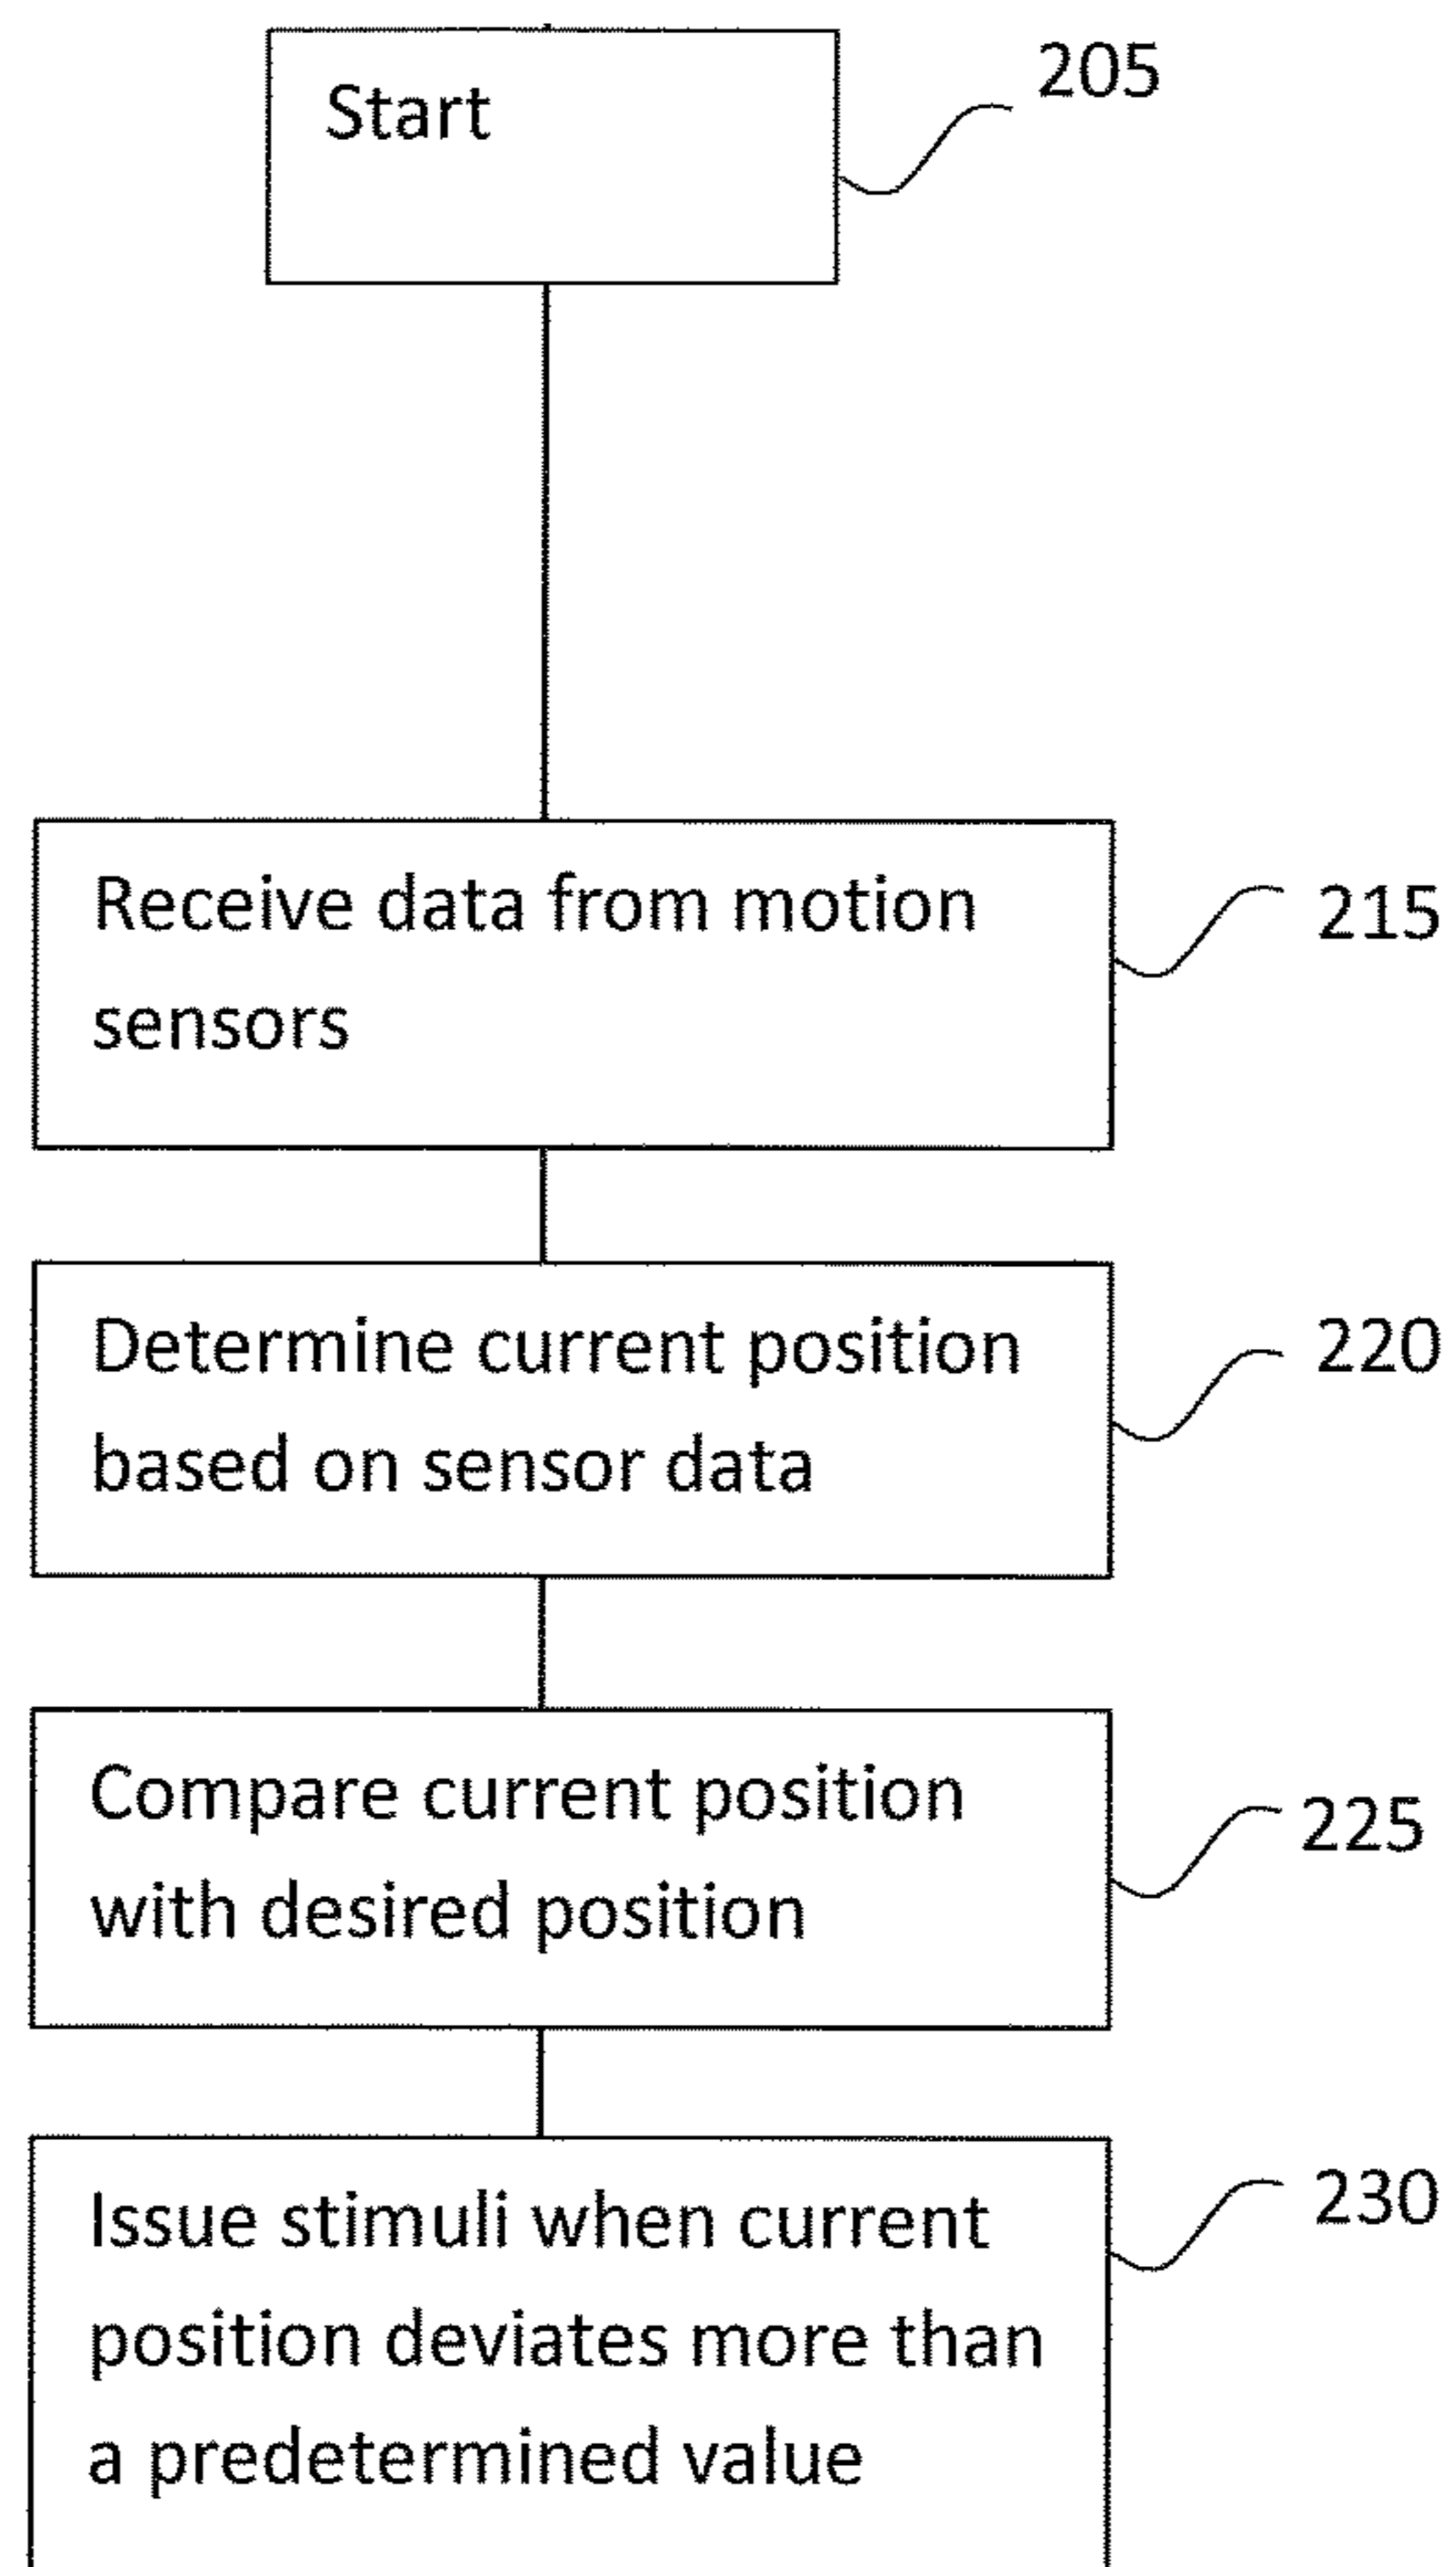 Start
205
Receive data from motion
sensors
215
Determine current position
based on sensor data
220
Compare current position
with desired position
225
Issue stimuli when current
position deviates more than
a predetermined value
230